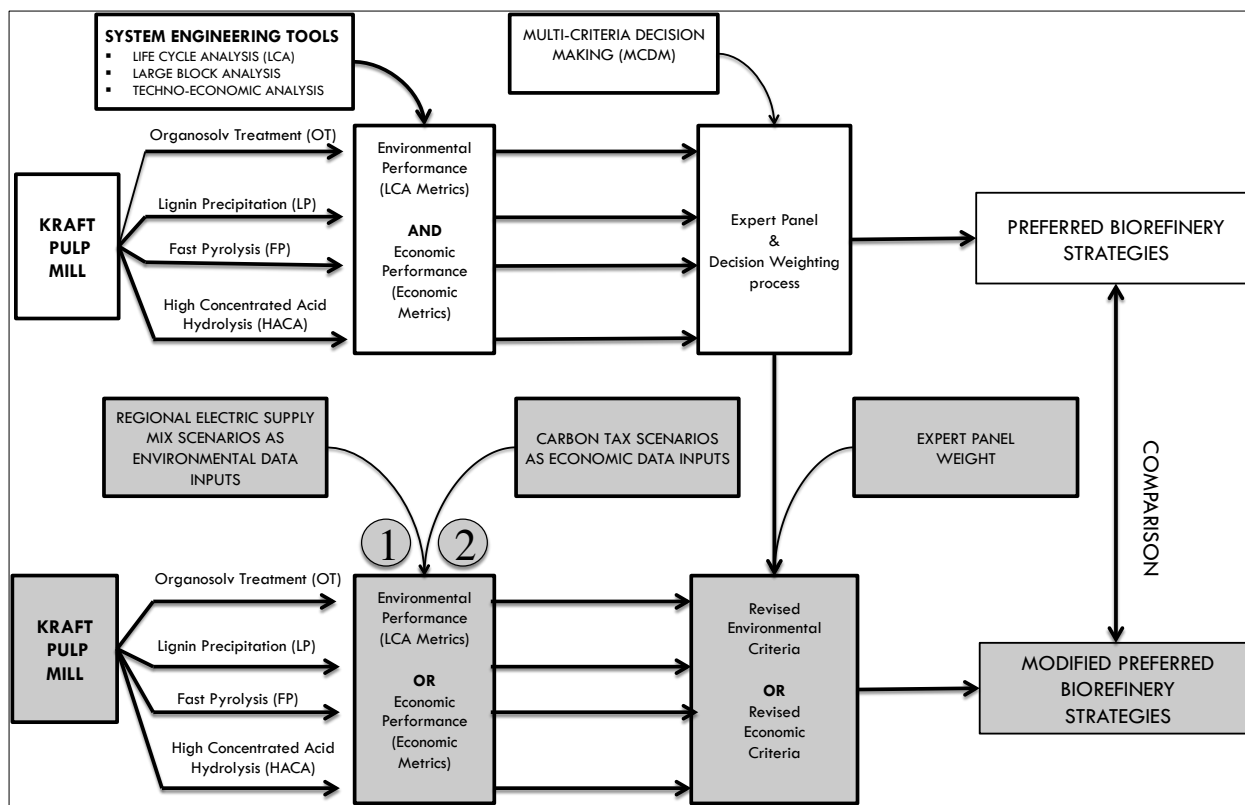 SYSTEM ENGINEERING TOOLS
▪ LIFE CYCLE ANALYSIS (LCA)
▪ LARGE BLOCK ANALYSIS
▪ TECHNO-ECONOMIC ANALYSIS
MULTI-CRITERIA DECISION
MAKING (MCDM)
KRAFT
PULP
MILL
Organosolv Treatment (OT)
Lignin Precipitation (LP)
Fast Pyrolysis (FP)
High Concentrated Acid
Hydrolysis (HACA)
Environmental
Performance
(LCA Metrics)
AND
Economic
Performance
(Economic
Metrics)
Expert Panel
&
Decision Weighting
process
PREFERRED BIOREFINERY
STRATEGIES
REGIONAL ELECTRIC SUPPLY
MIX SCENARIOS AS
ENVIRONMENTAL DATA
INPUTS
CARBON TAX SCENARIOS
AS ECONOMIC DATA INPUTS
EXPERT PANEL
WEIGHT
COMPARISON
1
2
KRAFT
PULP
MILL
Organosolv Treatment (OT)
Lignin Precipitation (LP)
Fast Pyrolysis (FP)
High Concentrated Acid
Hydrolysis (HACA)
Environmental
Performance
(LCA Metrics)
OR
Economic
Performance
(Economic
Metrics)
Revised
Environmental
Criteria
OR
Revised
Economic
Criteria
MODIFIED PREFERRED
BIOREFINERY
STRATEGIES